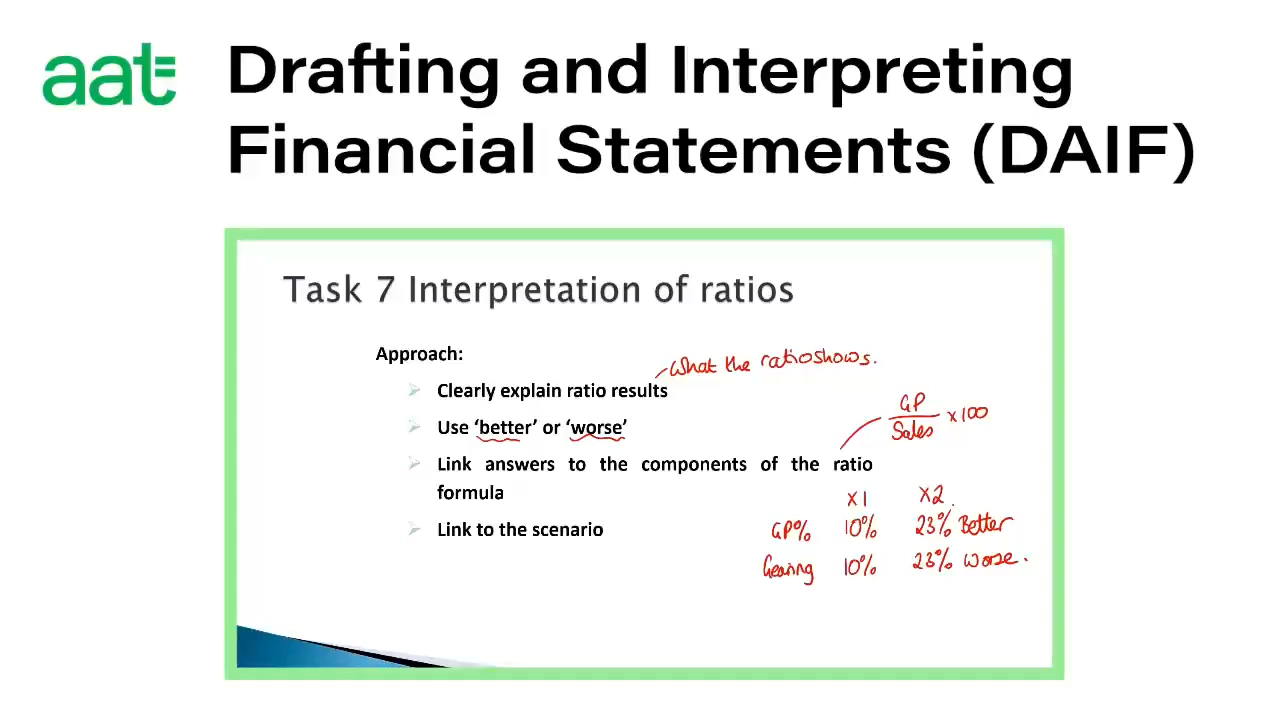 aat
Drafting and Interpreting
Financial Statements (DAIF)
Task 7 Interpretation of ratios
Approach:
What the ratio shows.
Clearly explain ratio results
GP
Sales
x100
Use 'better' or 'worse'
Link answers to the components of the ratio
formula
x1 x2.
Link to the scenario
GP% 10% 23% Better
Gearing 10% 23% Worse.